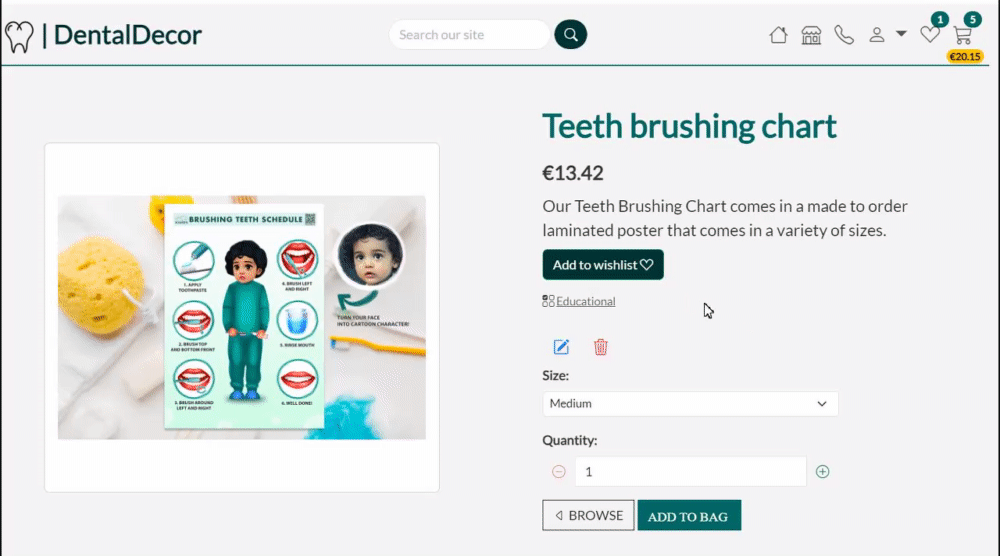 | DentalDecor
Search our site
1
5
€20.15
Teeth brushing chart
€13.42
Our Teeth Brushing Chart comes in a made to order
laminated poster that comes in a variety of sizes.
Add to wishlist
Educational
Size:
Medium
Quantity:
1
BROWSE
ADD TO BAG
BRUSHING TEETH SCHEDULE
1. APPLY
TOOTHPASTE
2. BRUSH TOP
AND BOTTOM FRONT
3. BRUSH AROUND
LEFT AND RIGHT
4. BRUSH LEFT
AND RIGHT
5. RINSE MOUTH
6. WELL DONE!
TURN YOUR FACE
INTO CARTOON CHARACTER!